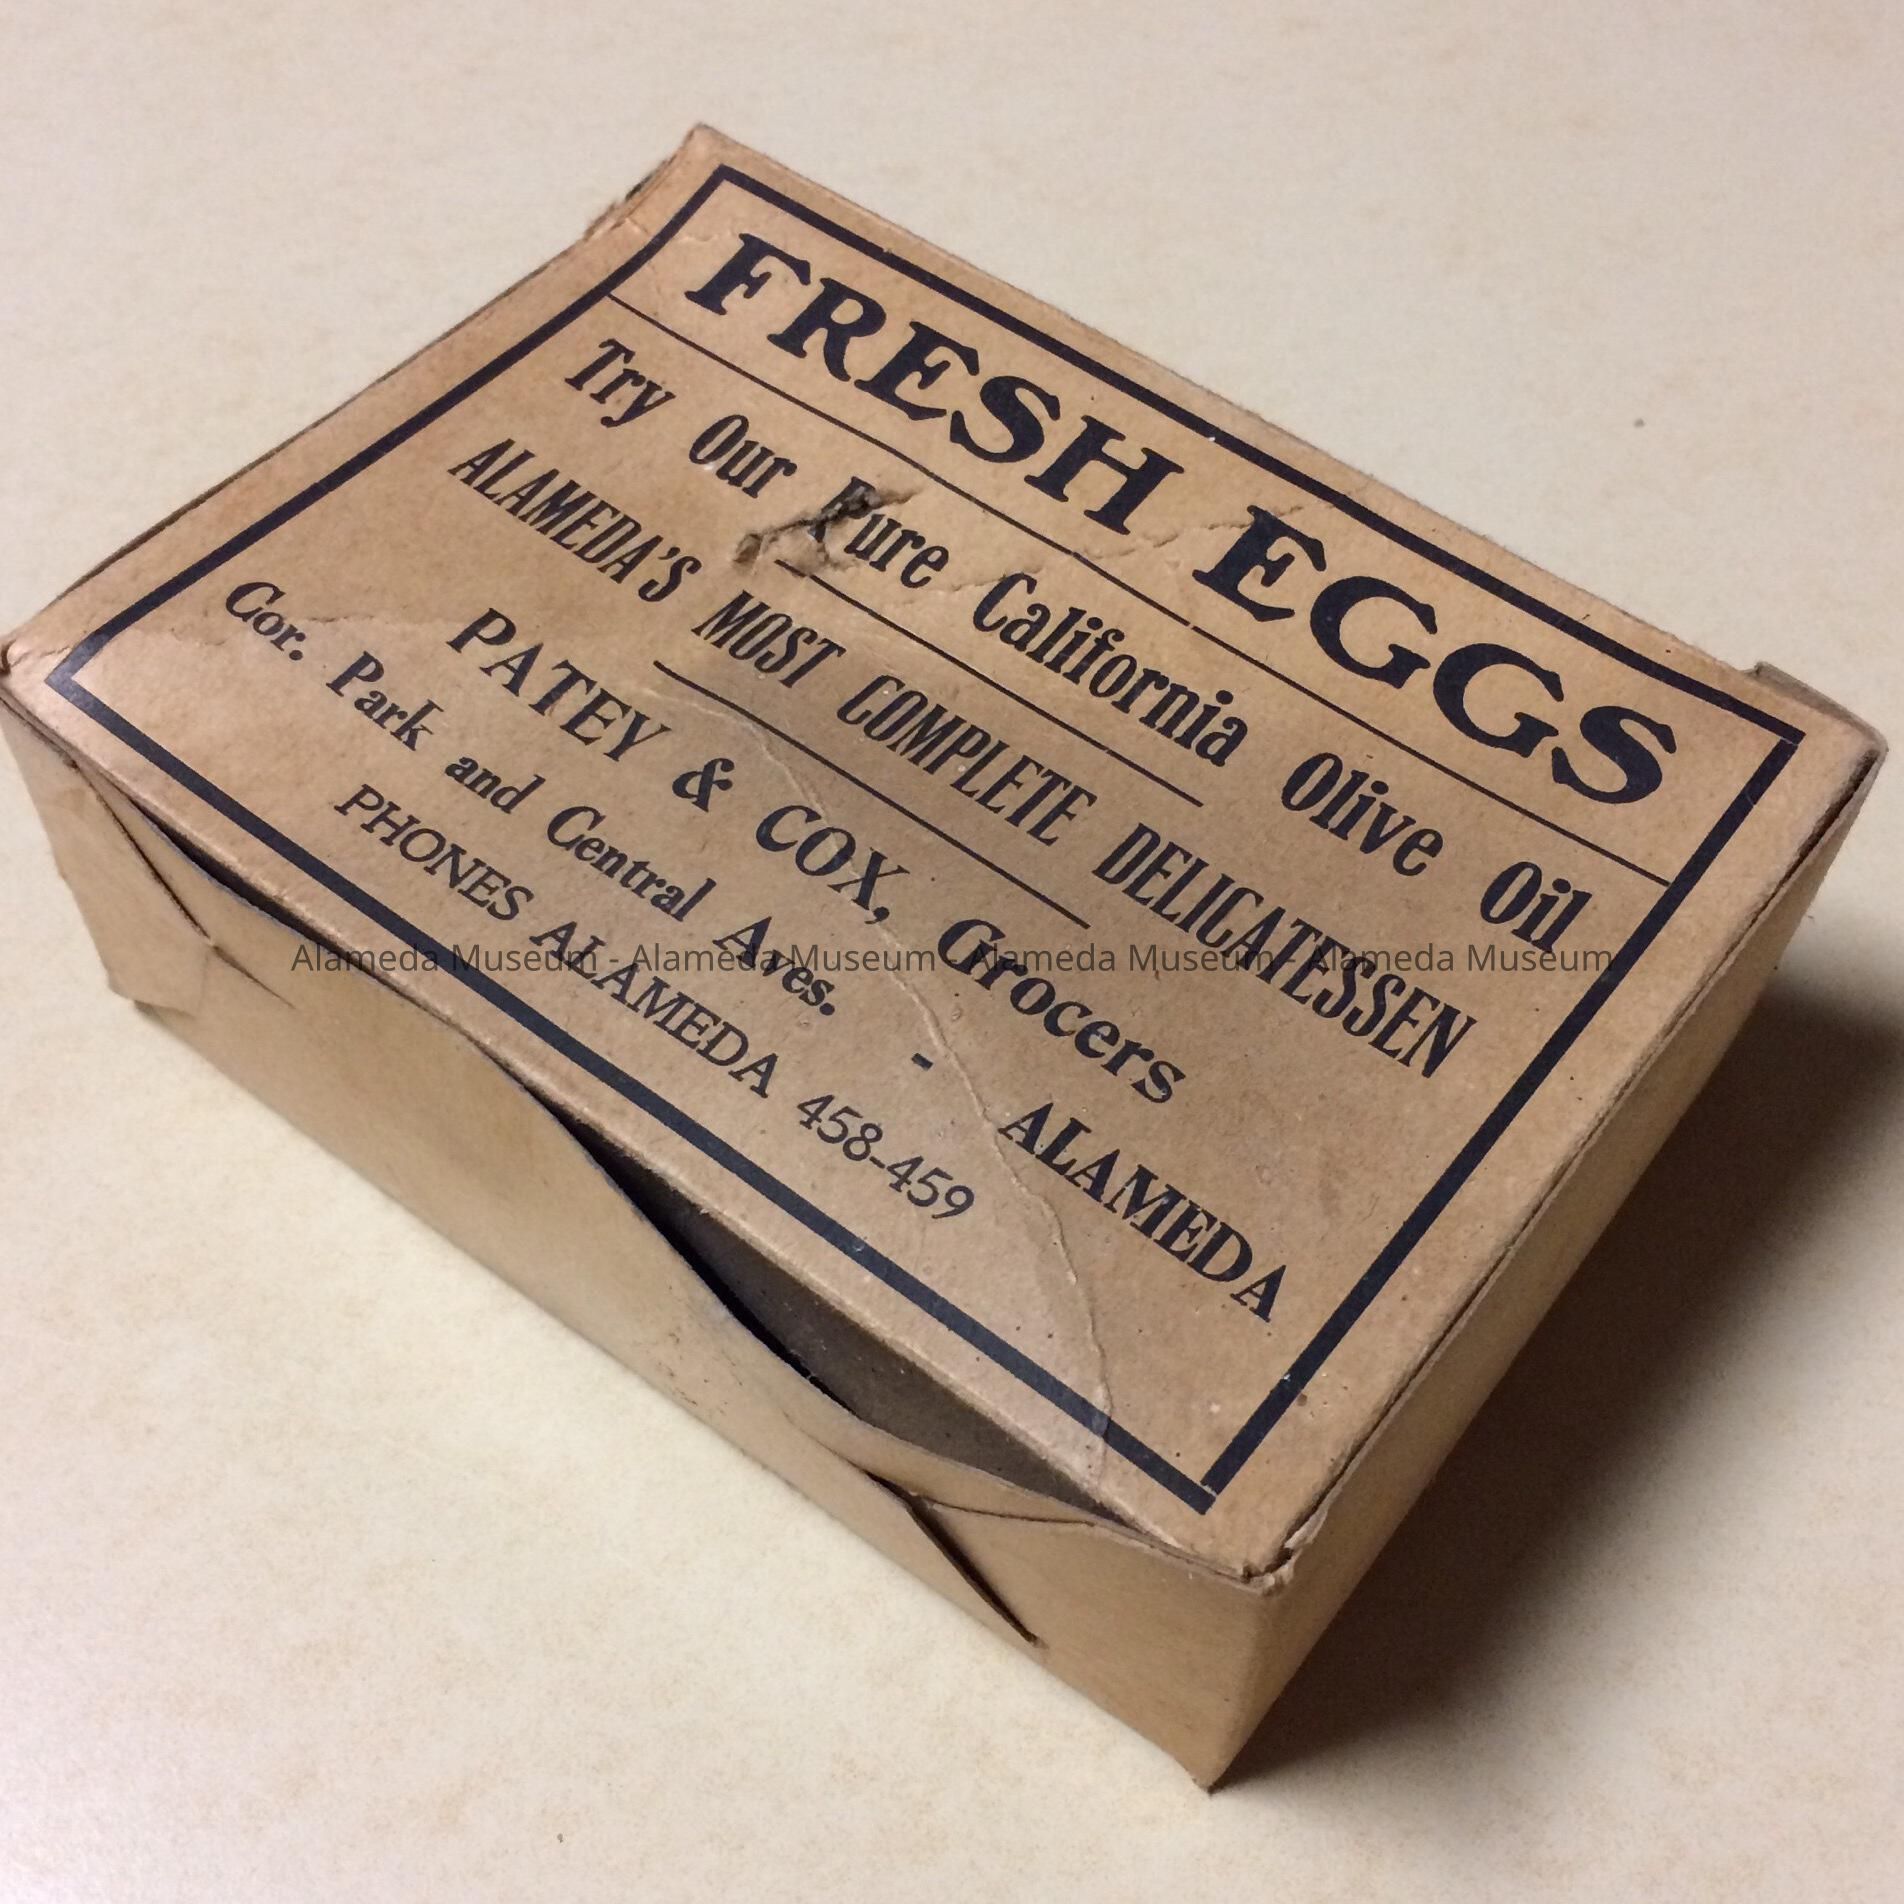 FRESH EGGS
Try Our Pure California Olive Oil
ALAMEDA'S MOST COMPLETE DELICATESSEN
PATEY & COX, Grocers
Cor. Park and Central Aves. - ALAMEDA
PHONES ALAMEDA 458-459
Alameda Museum - Alameda Museum - Alameda Museum - Alameda Museum